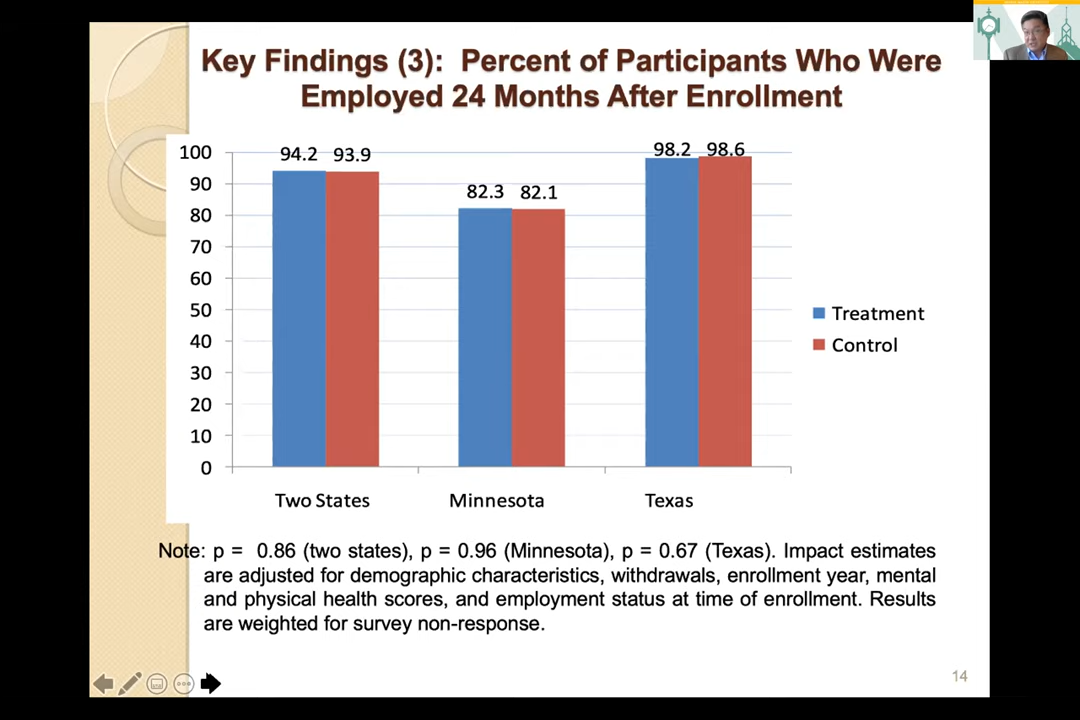 Key Findings (3): Percent of Participants Who Were
Employed 24 Months After Enrollment
100
90
80
70
60
50
40
30
20
10
0
94.2 93.9
82.3 82.1
98.2 98.6
Two States
Minnesota
Texas
Treatment
Control
Note: p = 0.86 (two states), p = 0.96 (Minnesota), p = 0.67 (Texas). Impact estimates
are adjusted for demographic characteristics, withdrawals, enrollment year, mental
and physical health scores, and employment status at time of enrollment. Results
are weighted for survey non-response.
14